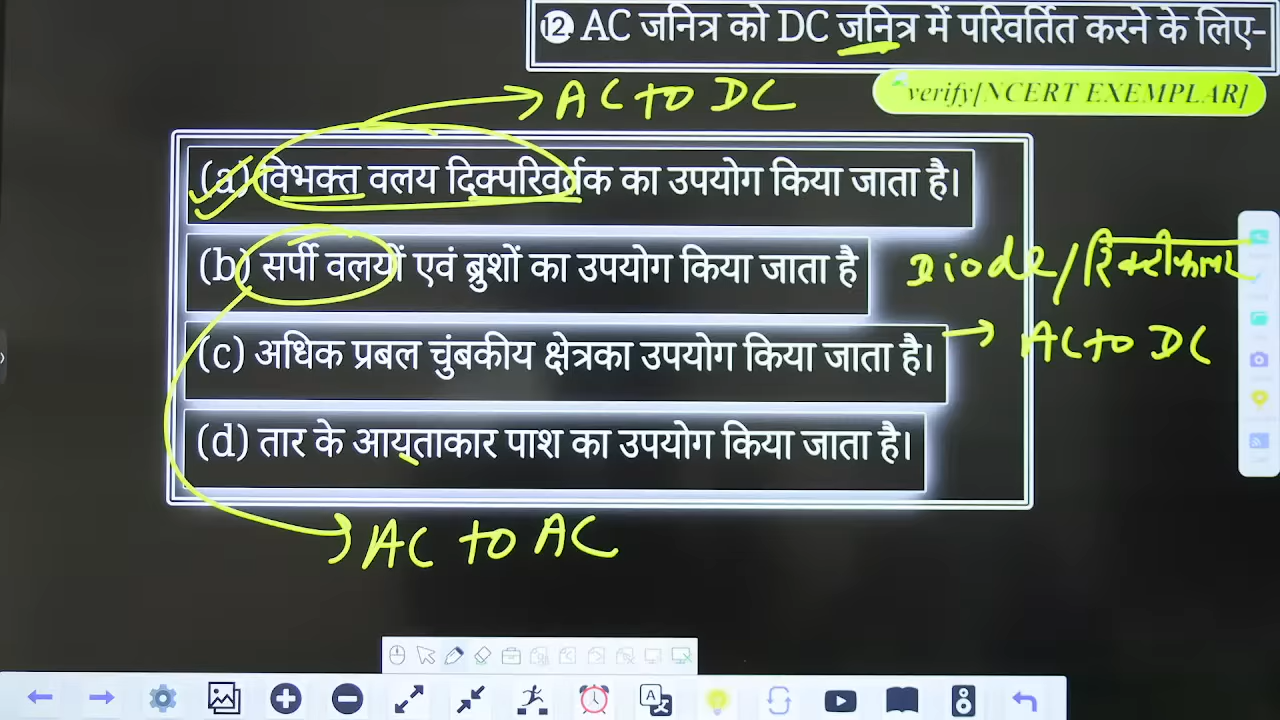 12. AC जनित्र को DC जनित्र में परिवर्तित करने के लिए-
verify[NCERT EXEMPLAR]
AC to DC
(a) विभक्त वलय दिक्परिवर्तक का उपयोग किया जाता है।
(b) सर्पी वलयों एवं ब्रुशों का उपयोग किया जाता है
Diode/रेक्टीफायर
(c) अधिक प्रबल चुंबकीय क्षेत्रका उपयोग किया जाता है।
→ AC to DC
(d) तार के आयताकार पाश का उपयोग किया जाता है।
AC to AC